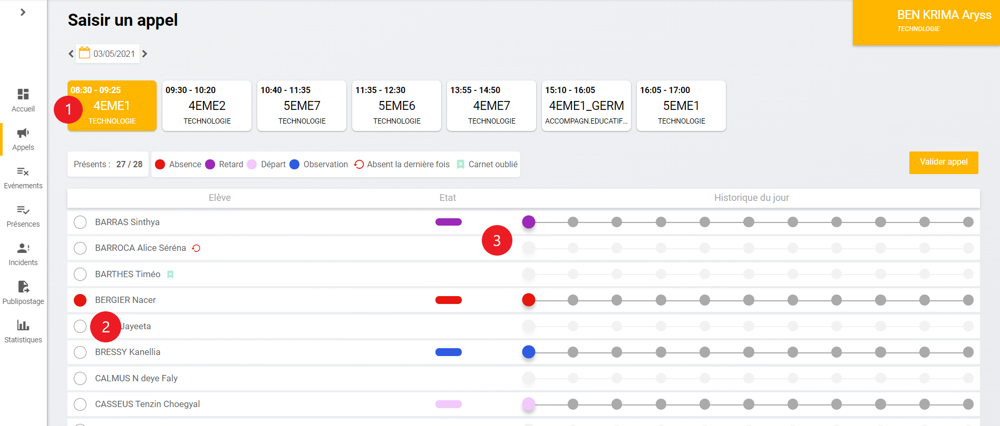 Saisir un appel
BEN KRIMA Aryss
TECHNOLOGIE
03/05/2021
Accueil
Appels
Evénements
Présences
Incidents
Publipostage
Statistiques
08:30 - 09:25
4EME1
TECHNOLOGIE
1
09:30 - 10:20
4EME2
TECHNOLOGIE
10:40 - 11:35
5EME7
TECHNOLOGIE
11:35 - 12:30
5EME6
TECHNOLOGIE
13:55 - 14:50
4EME7
TECHNOLOGIE
15:10 - 16:05
4EME1_GERM
ACCOMPAGN.EDUCATIF...
16:05 - 17:00
5EME1
TECHNOLOGIE
Présents : 27 / 28
Absence Retard Départ Observation Absent la dernière fois Carnet oublié
Valider appel
Elève Etat Historique du jour
BARRAS Sinthya
3
BARROCA Alice Séréna
BARTHES Timéo
BERGIER Nacer
2 Jayeeta
BRESSY Kanellia
CALMUS N deye Faly
CASSEUS Tenzin Choegyal